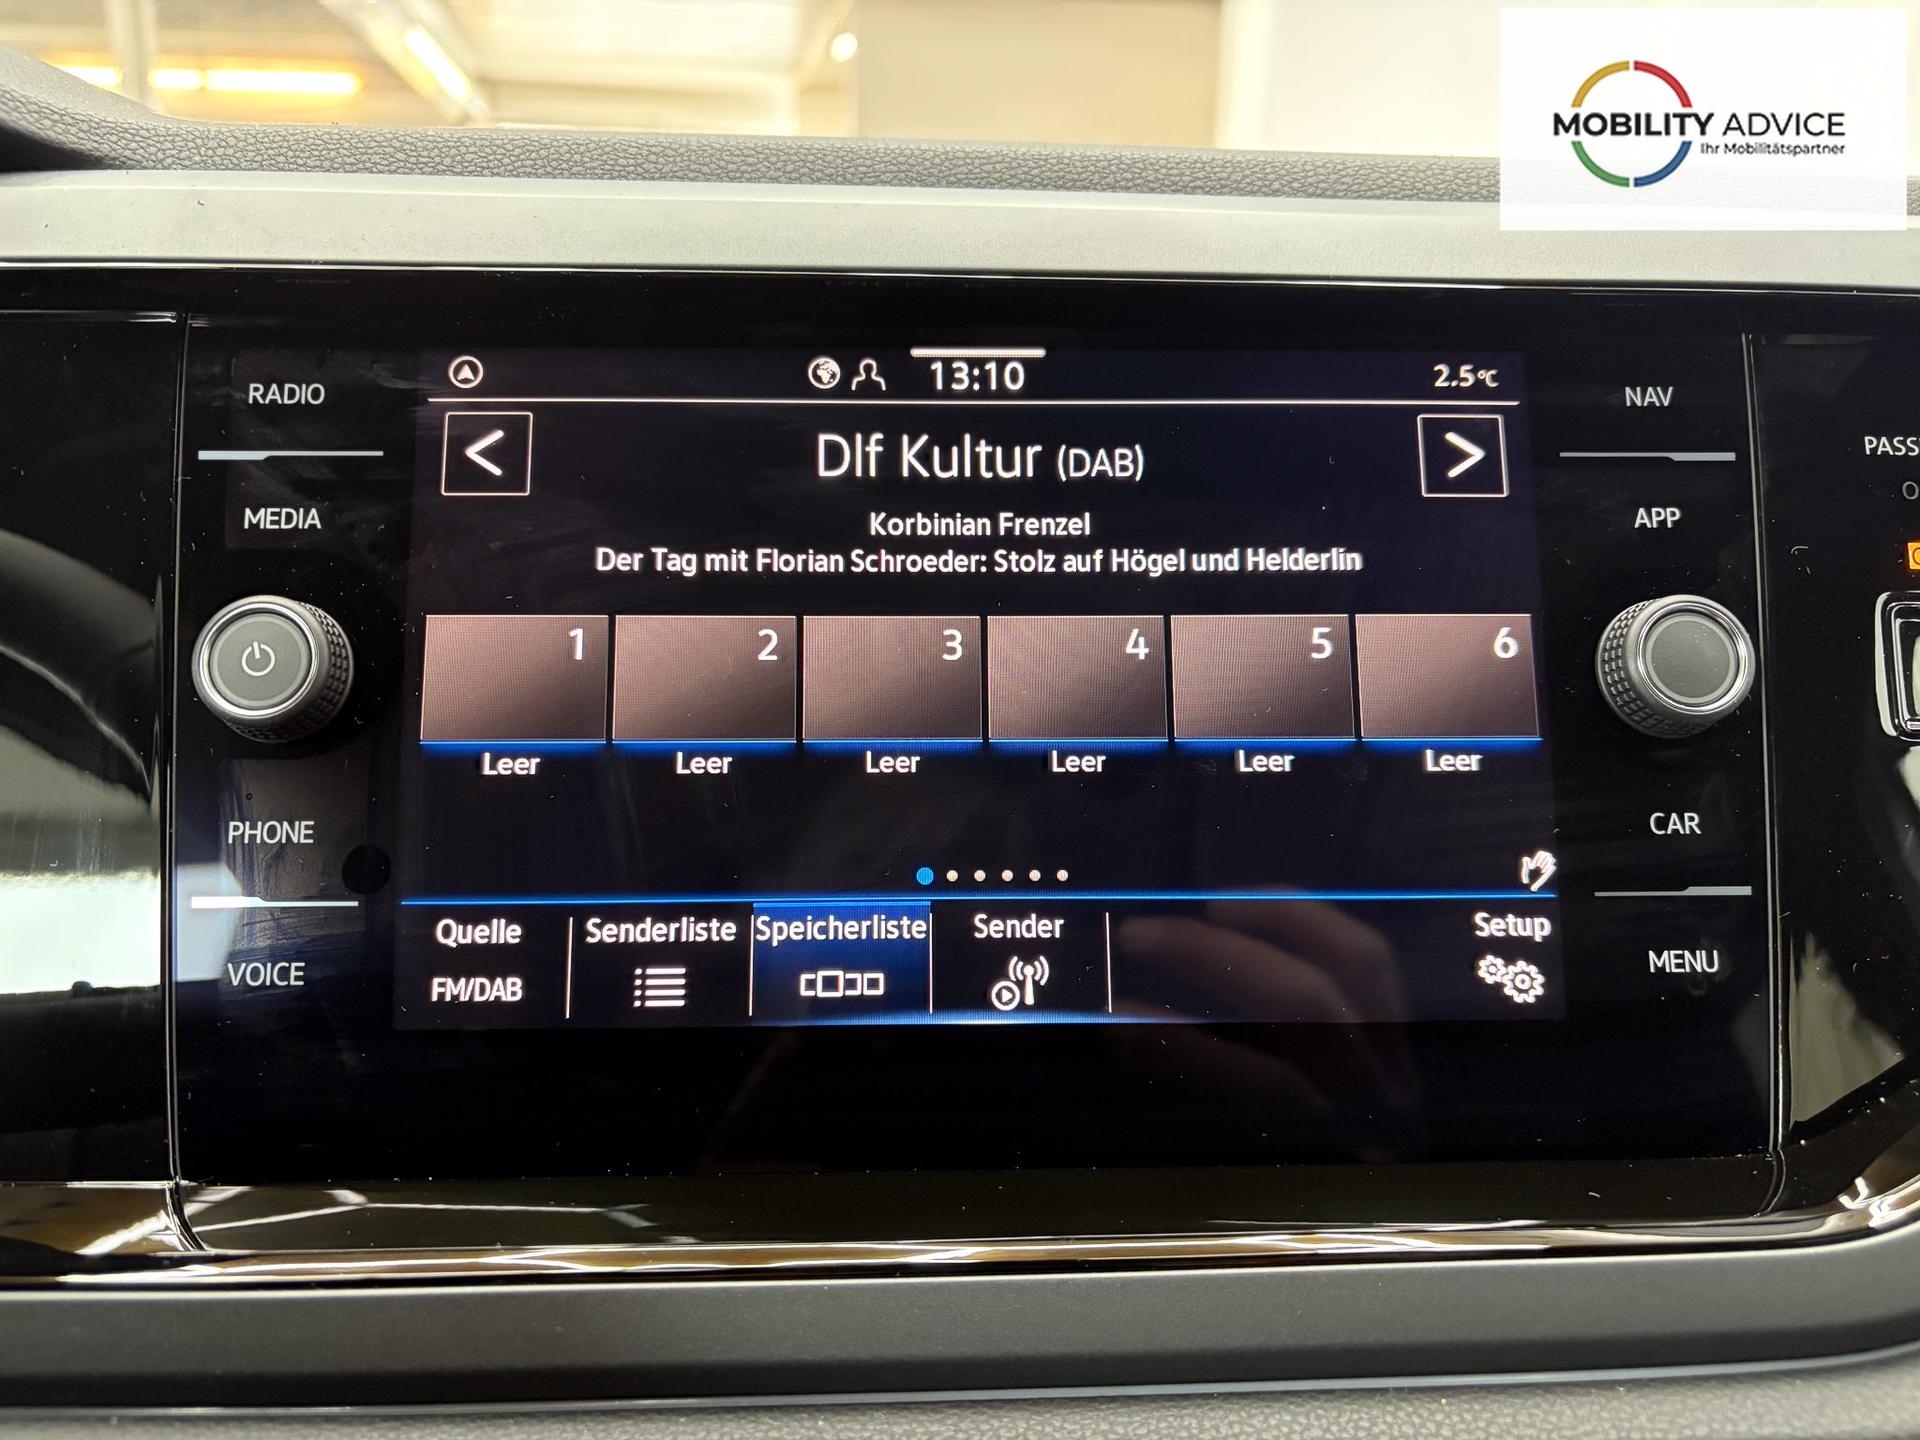 MOBILITY ADVICE
Ihr Mobilitätspartner
RADIO
13:10
2.5°C
NAV
< Dlf Kultur (DAB) >
MEDIA
APP
Korbinian Frenzel
Der Tag mit Florian Schroeder: Stolz auf Högel und Helderlin
1 2 3 4 5 6
Leer Leer Leer Leer Leer Leer
PHONE
CAR
Quelle Senderliste Speicherliste Sender Setup
FM/DAB
VOICE
MENU